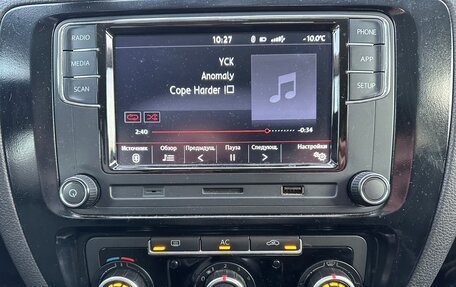 RADIO
MEDIA
SCAN
PHONE
APP
SETUP
10:27 -10.0°C
YCK
Anomaly
Cope Harder !□
2:40 -0:34
Источник Обзор Предыдущ. Пауза Следующ. Настройки
AC